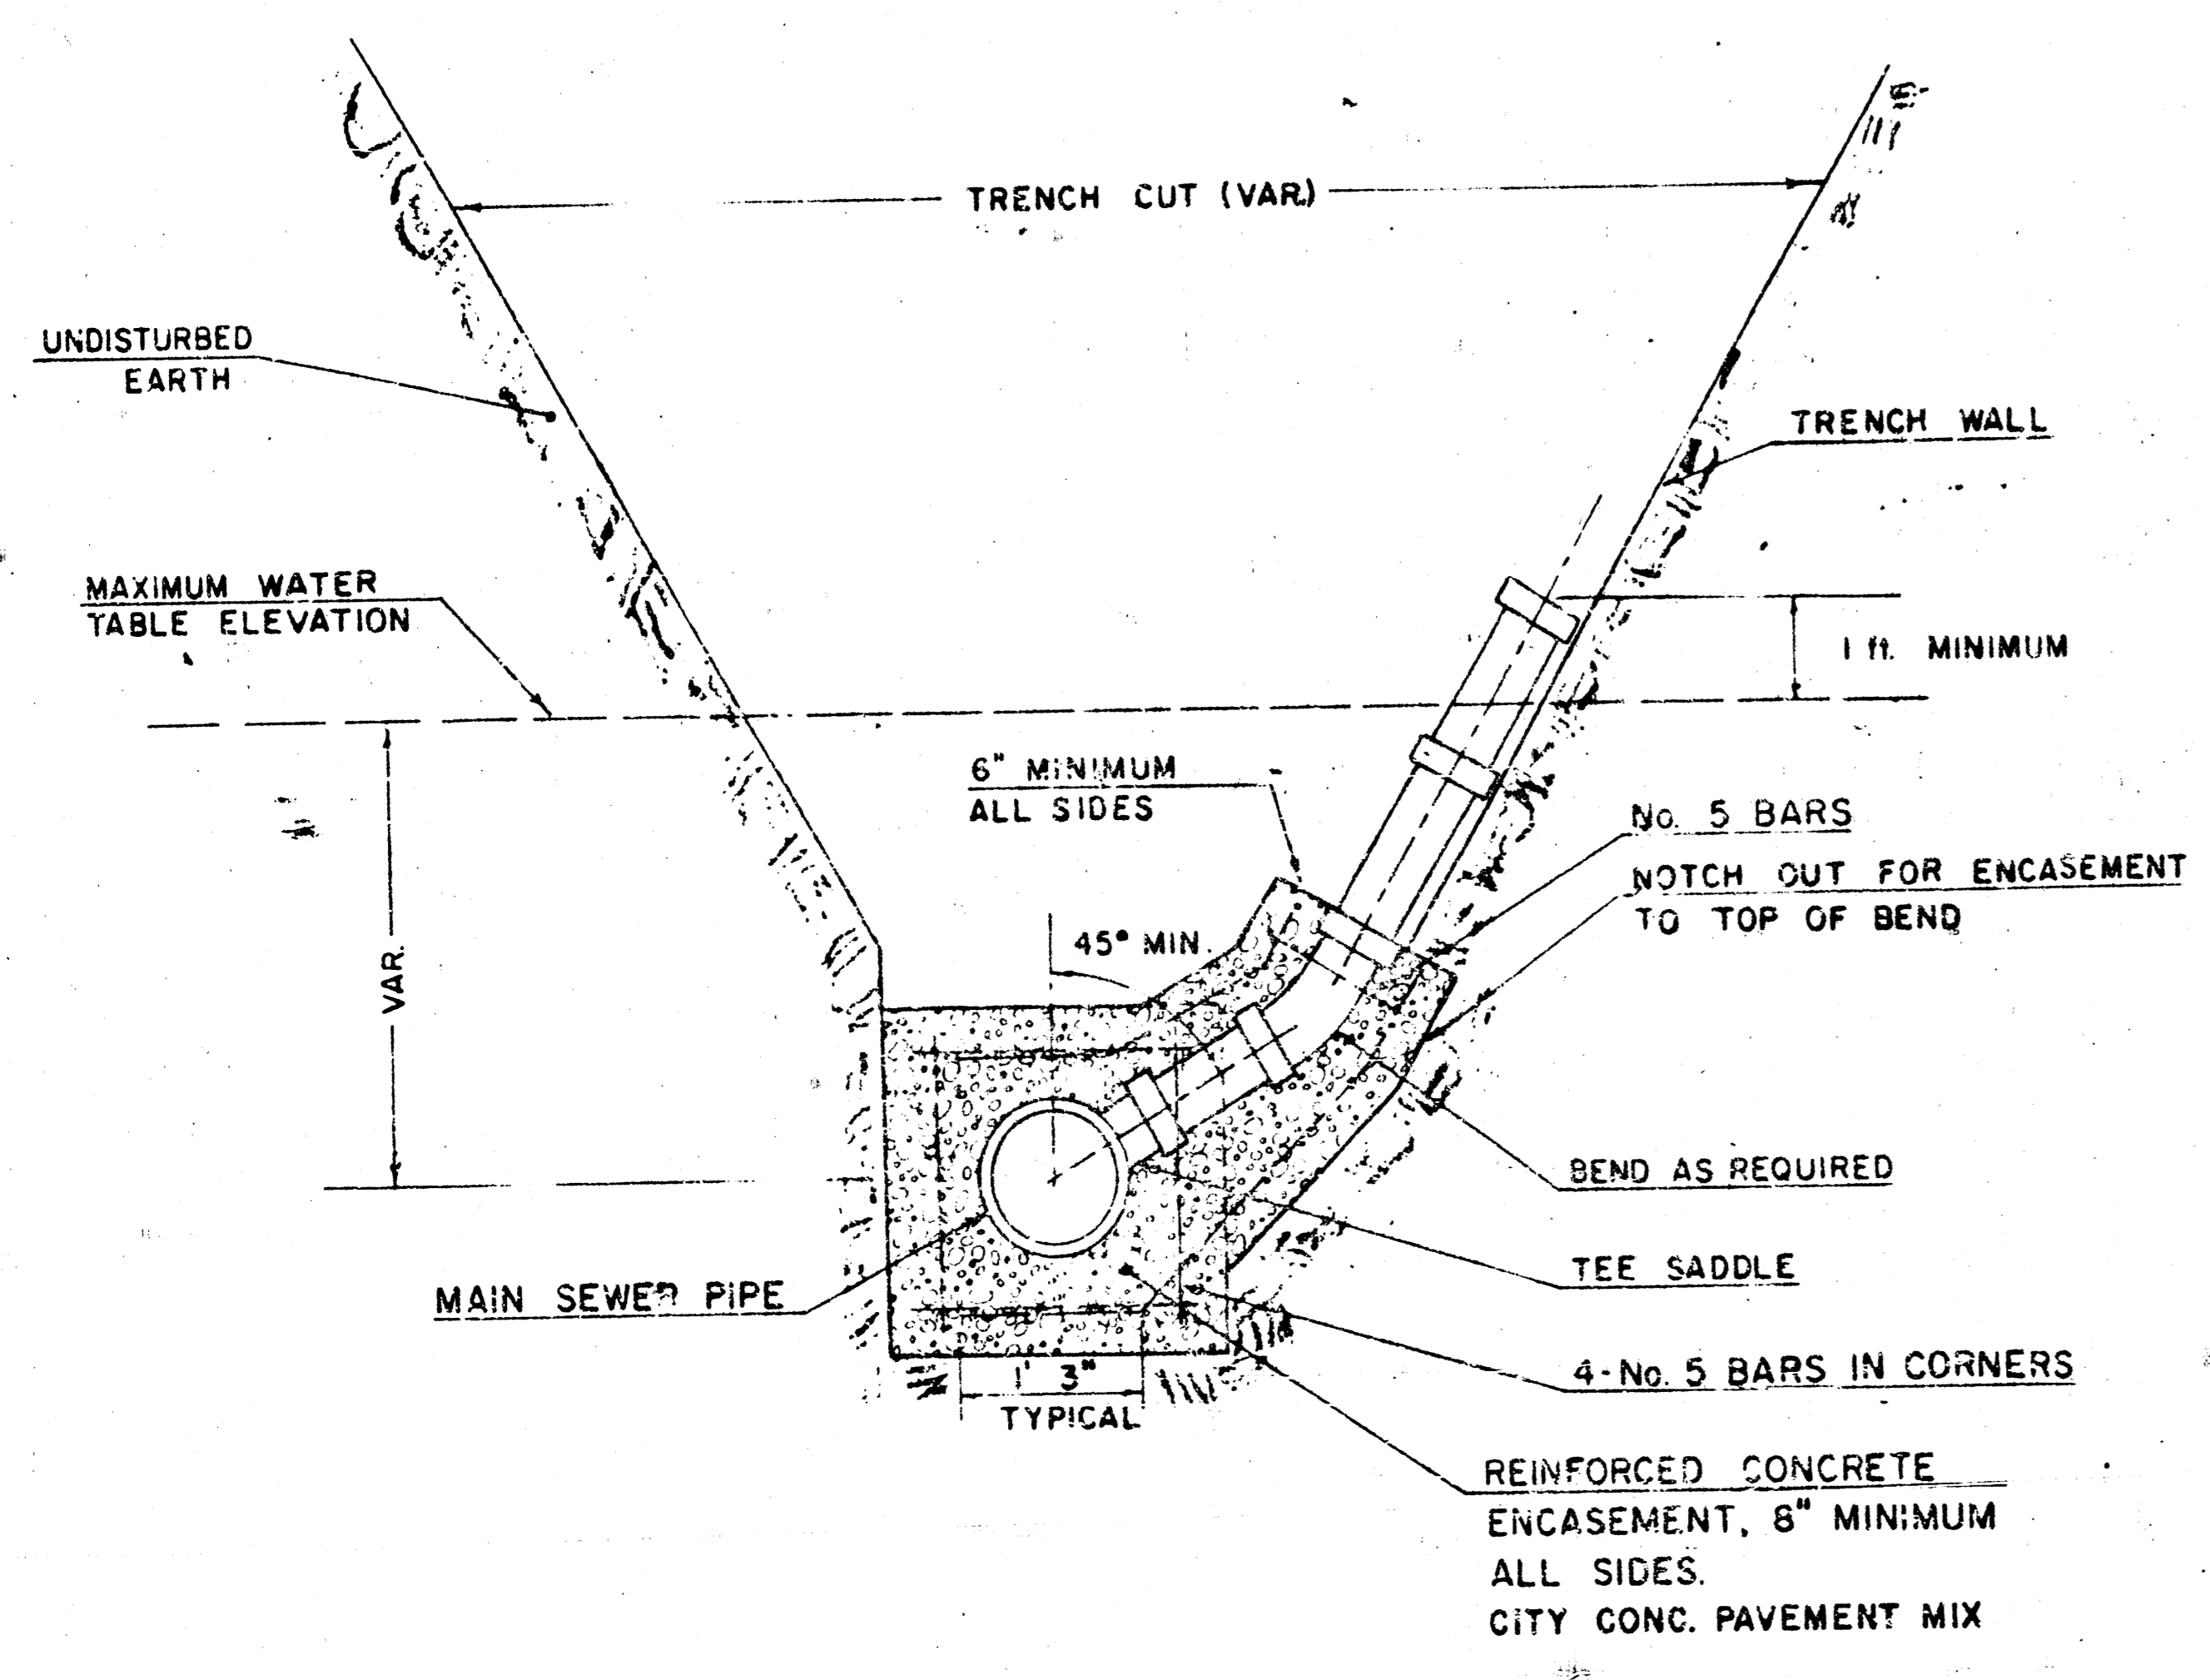 TRENCH CUT (VAR.)
UNDISTURBED
EARTH
TRENCH WALL
MAXIMUM WATER
TABLE ELEVATION
1 ft. MINIMUM
6" MINIMUM
ALL SIDES
No. 5 BARS
NOTCH OUT FOR ENCASEMENT
TO TOP OF BEND
45° MIN.
VAR.
BEND AS REQUIRED
TEE SADDLE
MAIN SEWER PIPE
4-No. 5 BARS IN CORNERS
1' 3"
TYPICAL
REINFORCED CONCRETE
ENCASEMENT, 8" MINIMUM
ALL SIDES.
CITY CONC. PAVEMENT MIX